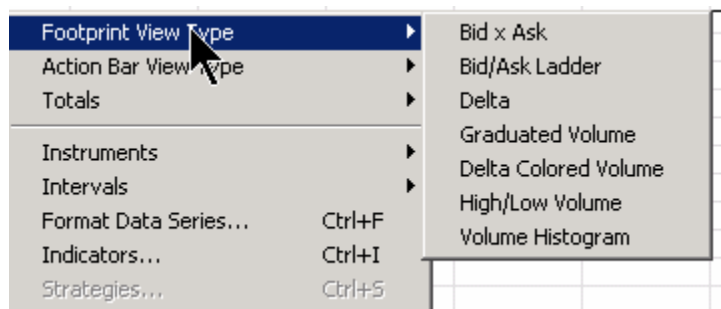 Footprint View Type
Action Bar View Type
Totals
Instruments
Intervals
Format Data Series... Ctrl+F
Indicators... Ctrl+I
Strategies... Ctrl+S
Bid x Ask
Bid/Ask Ladder
Delta
Graduated Volume
Delta Colored Volume
High/Low Volume
Volume Histogram